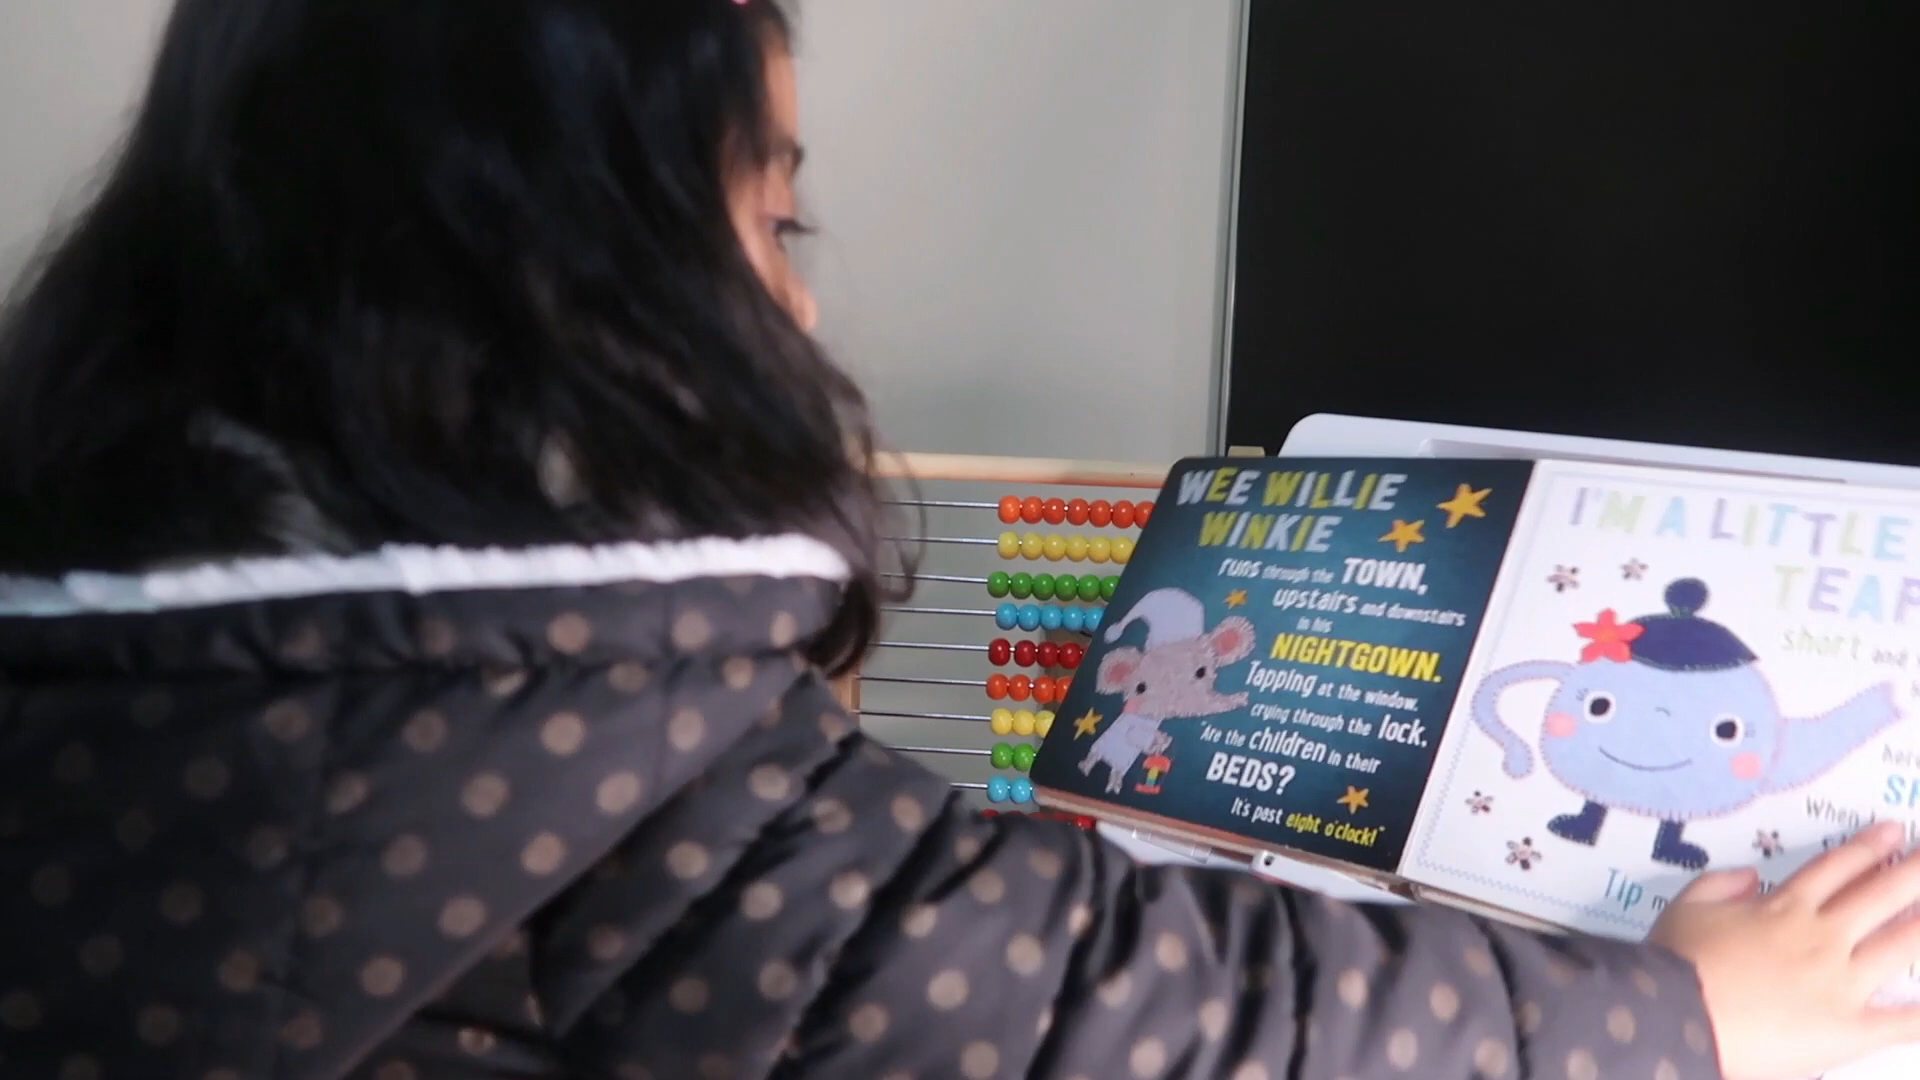 WEE WILLIE
WINKIE
runs through the TOWN,
upstairs and downstairs
in his
NIGHTGOWN.
Tapping at the window,
crying through the lock,
"Are the children in their
BEDS?
It's past eight o'clock!"
I'M A LITTLE
short and
When
Tip